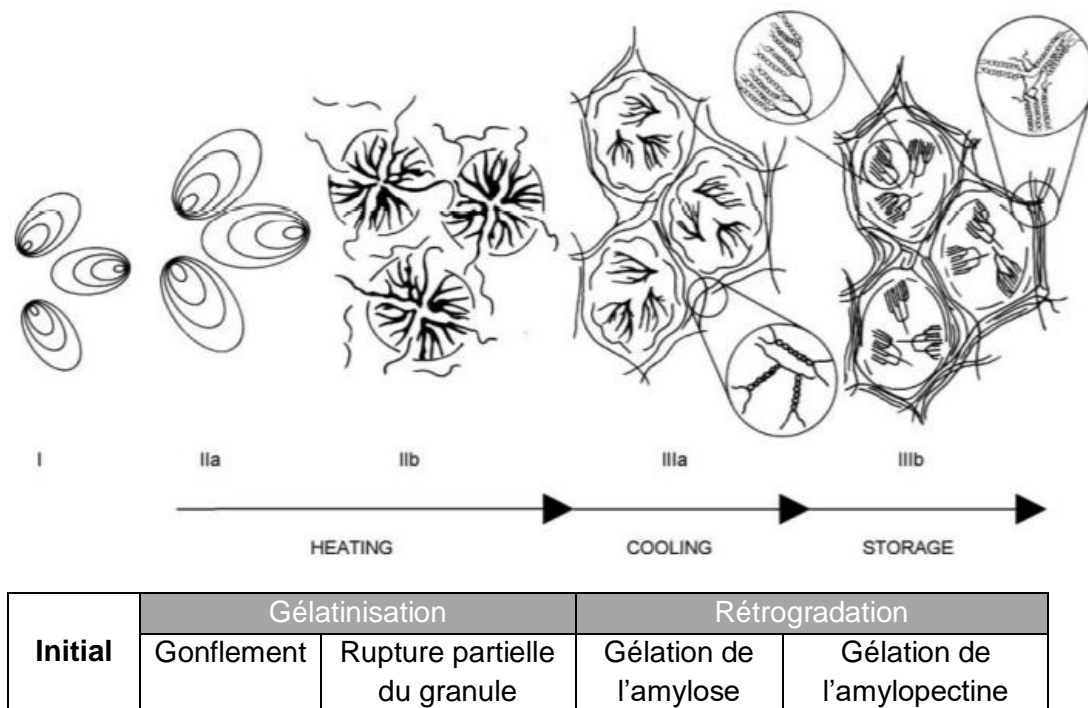 I IIa IIb IIIa IIIb
HEATING COOLING STORAGE
Gélatinisation Rétrogradation
Initial Gonflement Rupture partielle Gélation de Gélation de
du granule l’amylose l’amylopectine